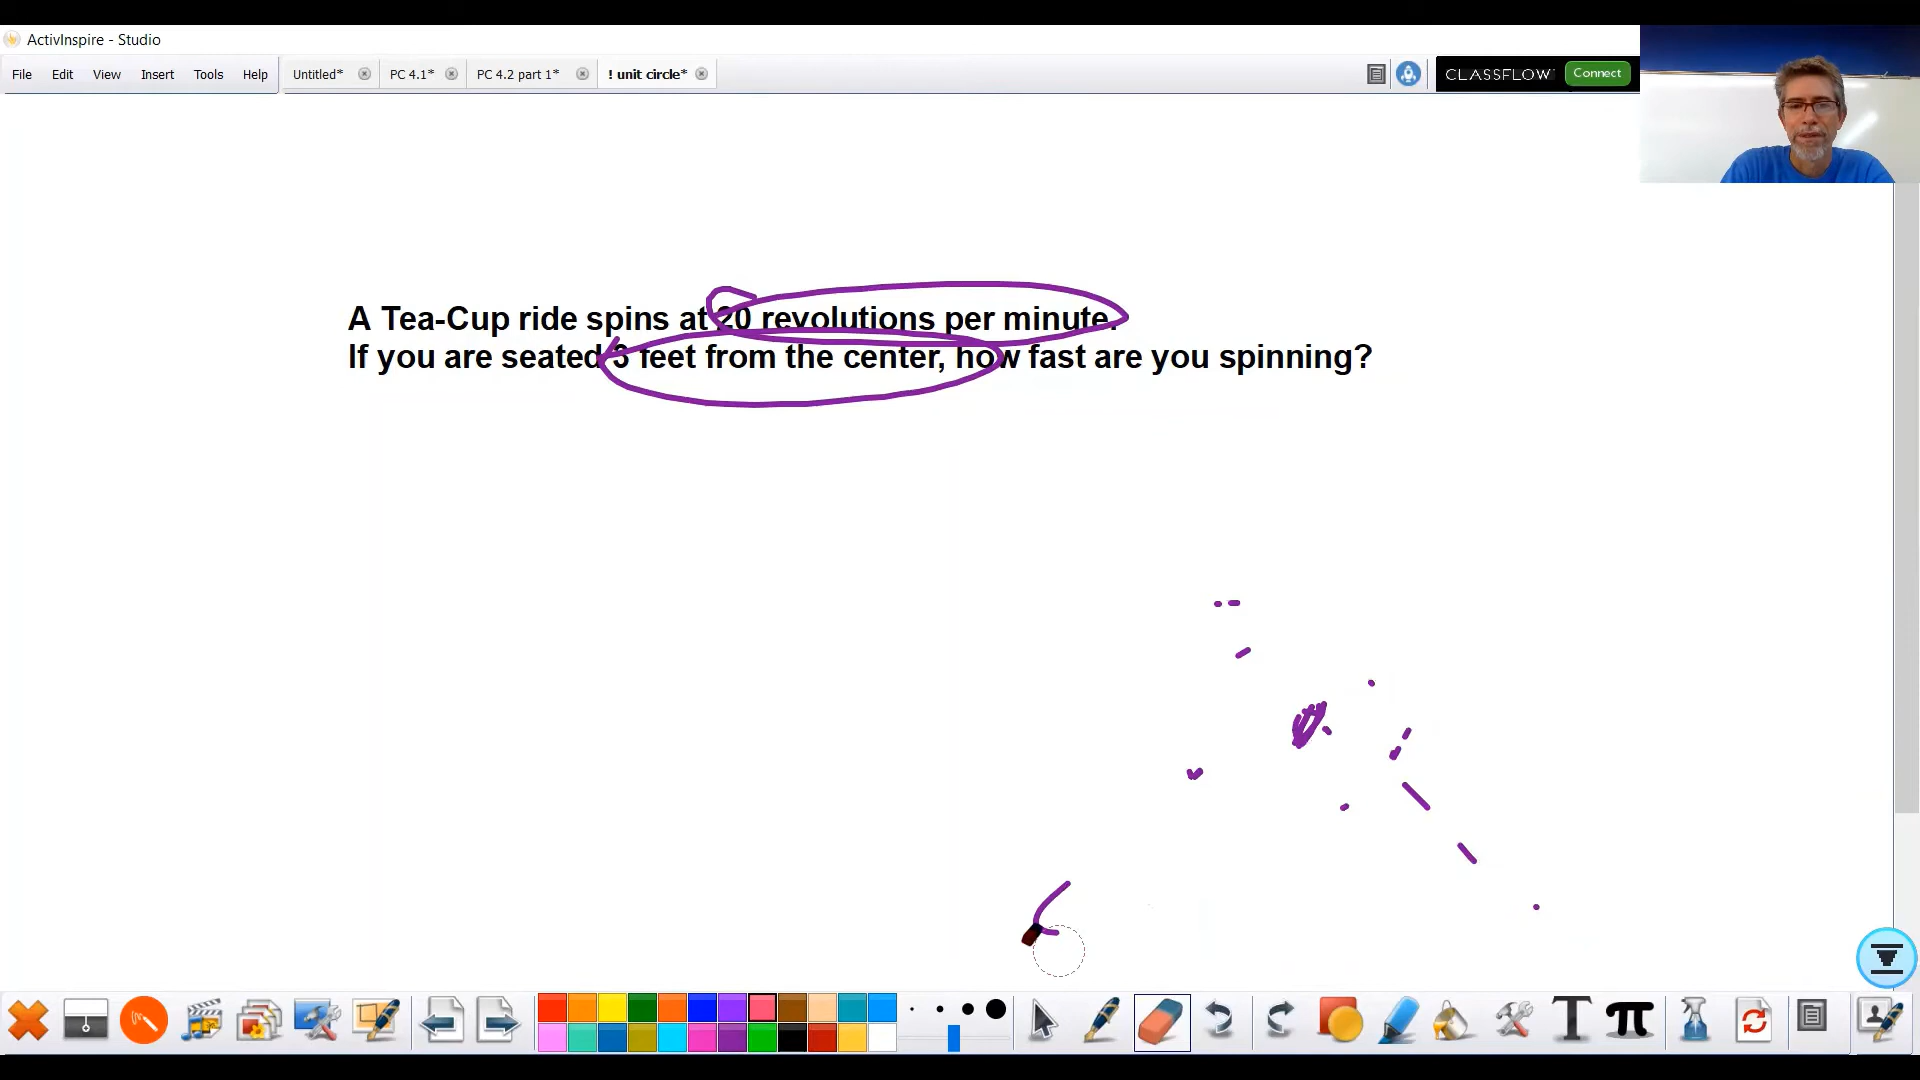 ActivInspire - Studio
File Edit View Insert Tools Help Untitled* PC 4.1* PC 4.2 part 1* ! unit circle* CLASSFLOW Connect
A Tea-Cup ride spins at 20 revolutions per minute.
If you are seated 3 feet from the center, how fast are you spinning?